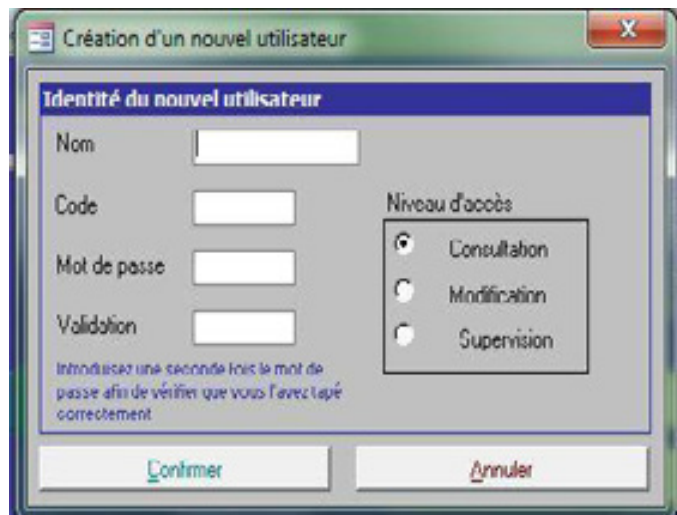 Création d'un nouvel utilisateur
Identité du nouvel utilisateur
Nom
Code
Mot de passe
Validation
Introduisez une seconde fois le mot de
passe afin de vérifier que vous l'avez tapé
correctement
Niveau d'accès
Consultation
Modification
Supervision
Confirmer
Annuler